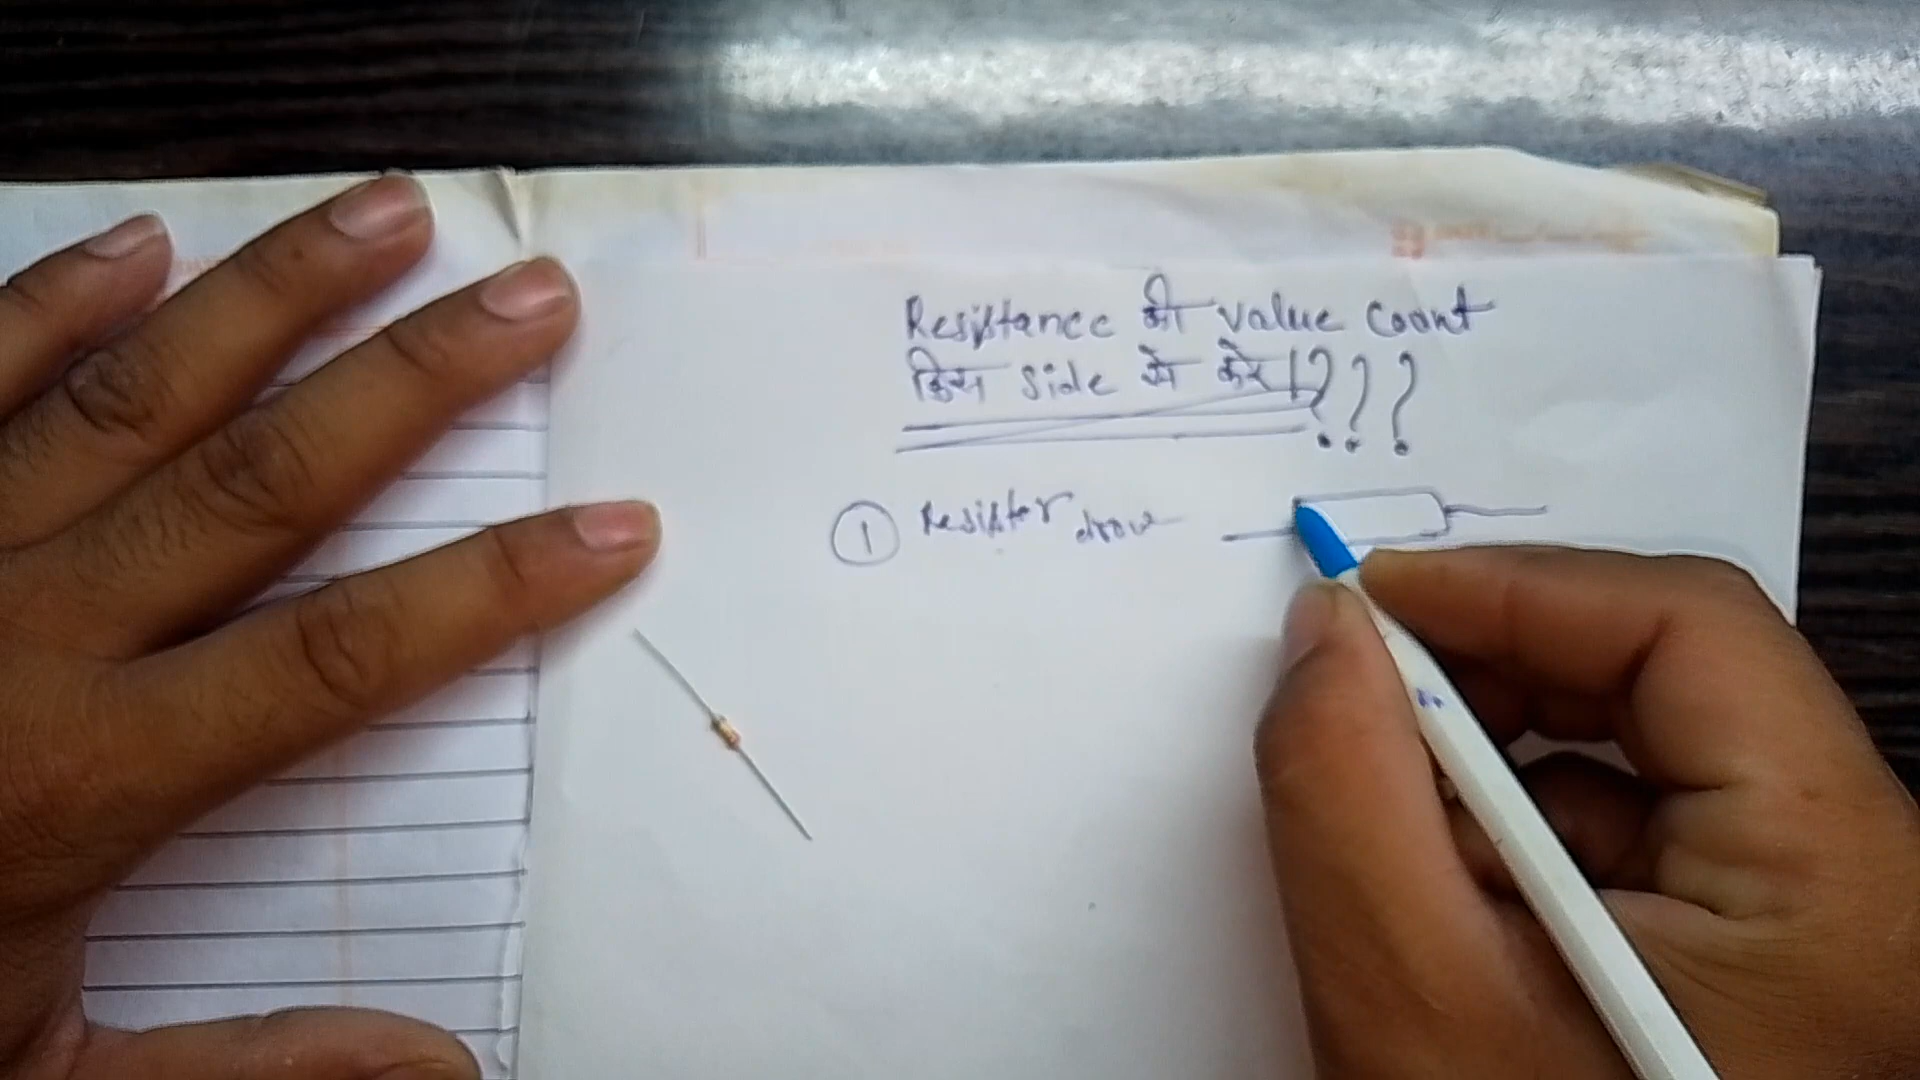 Resistance की value count
किस side से करे !???
① Resistor draw